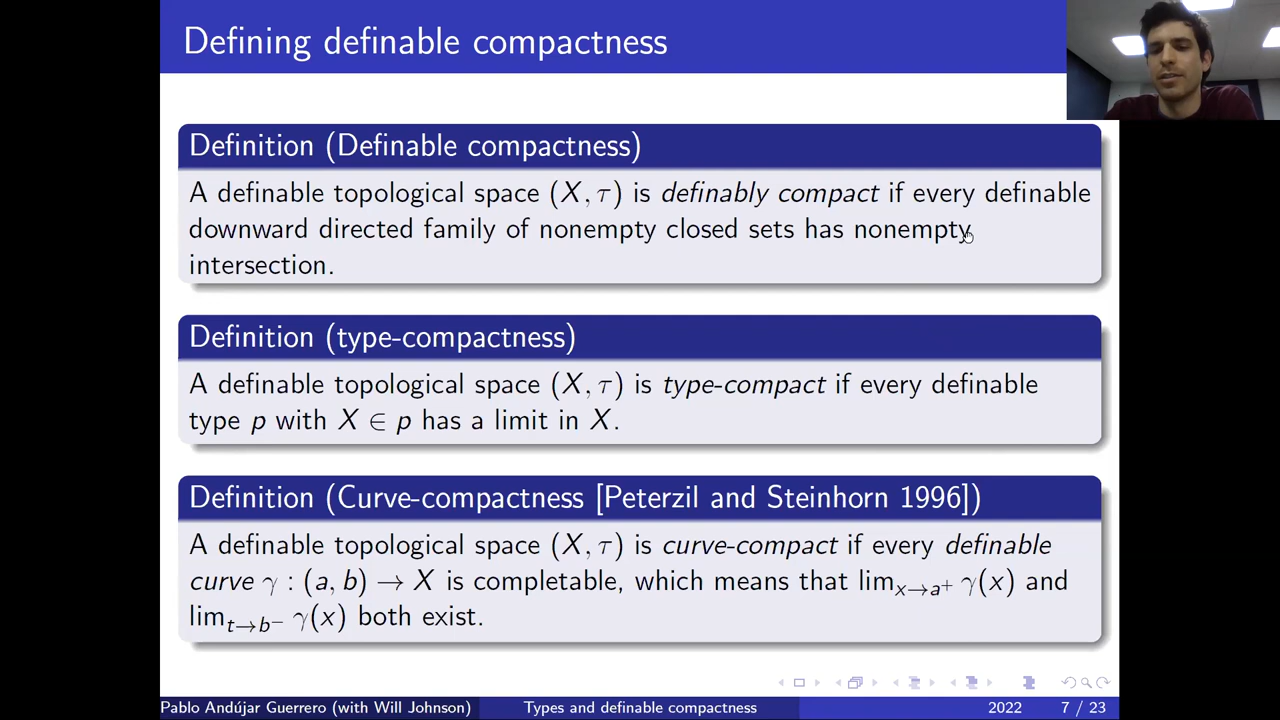 Defining definable compactness
Definition (Definable compactness)
A definable topological space (X, τ) is definably compact if every definable
downward directed family of nonempty closed sets has nonempty
intersection.
Definition (type-compactness)
A definable topological space (X, τ) is type-compact if every definable
type p with X ∈ p has a limit in X.
Definition (Curve-compactness [Peterzil and Steinhorn 1996])
A definable topological space (X, τ) is curve-compact if every definable
curve γ : (a, b) → X is completable, which means that lim_{x→a⁺} γ(x) and
lim_{t→b⁻} γ(x) both exist.
Pablo Andújar Guerrero (with Will Johnson) Types and definable compactness 2022 7 / 23